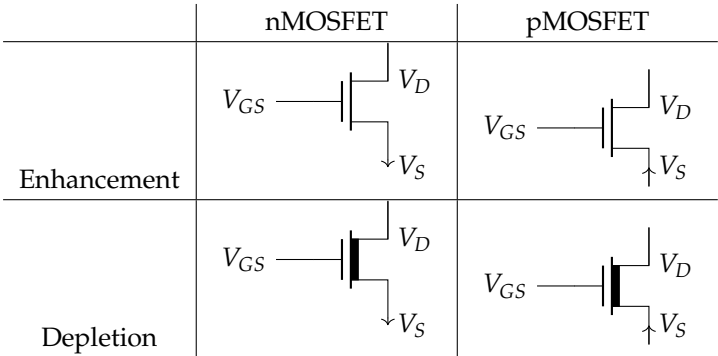 nMOSFET pMOSFET
V_D
V_GS
V_S
Enhancement
V_D
V_GS
V_S
V_D
V_GS
V_S
Depletion
V_D
V_GS
V_S